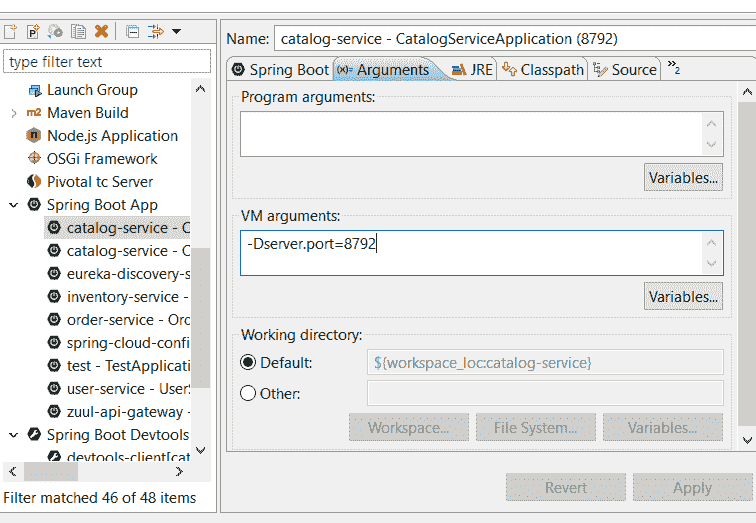 Name: catalog-service - CatalogServiceApplication (8792)
type filter text
Launch Group
m2 Maven Build
Node.js Application
OSGi Framework
Pivotal tc Server
Spring Boot App
catalog-service - C
catalog-service - C
eureka-discovery-s
inventory-service -
order-service - Orc
spring-cloud-confi
test - TestApplicati
user-service - User
zuul-api-gateway -
Spring Boot Devtools
devtools-client[cat
Filter matched 46 of 48 items
Spring Boot (x)= Arguments JRE Classpath Source »2
Program arguments:
Variables...
VM arguments:
-Dserver.port=8792
Variables...
Working directory:
Default: ${workspace_loc:catalog-service}
Other:
Workspace... File System... Variables...
Revert Apply